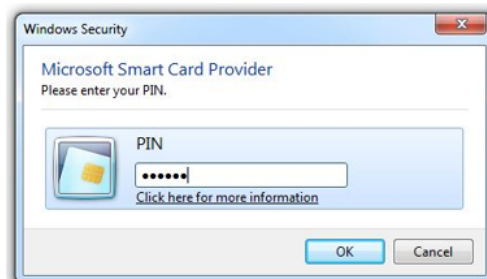 Windows Security
Microsoft Smart Card Provider
Please enter your PIN.
PIN
••••••
Click here for more information
OK
Cancel